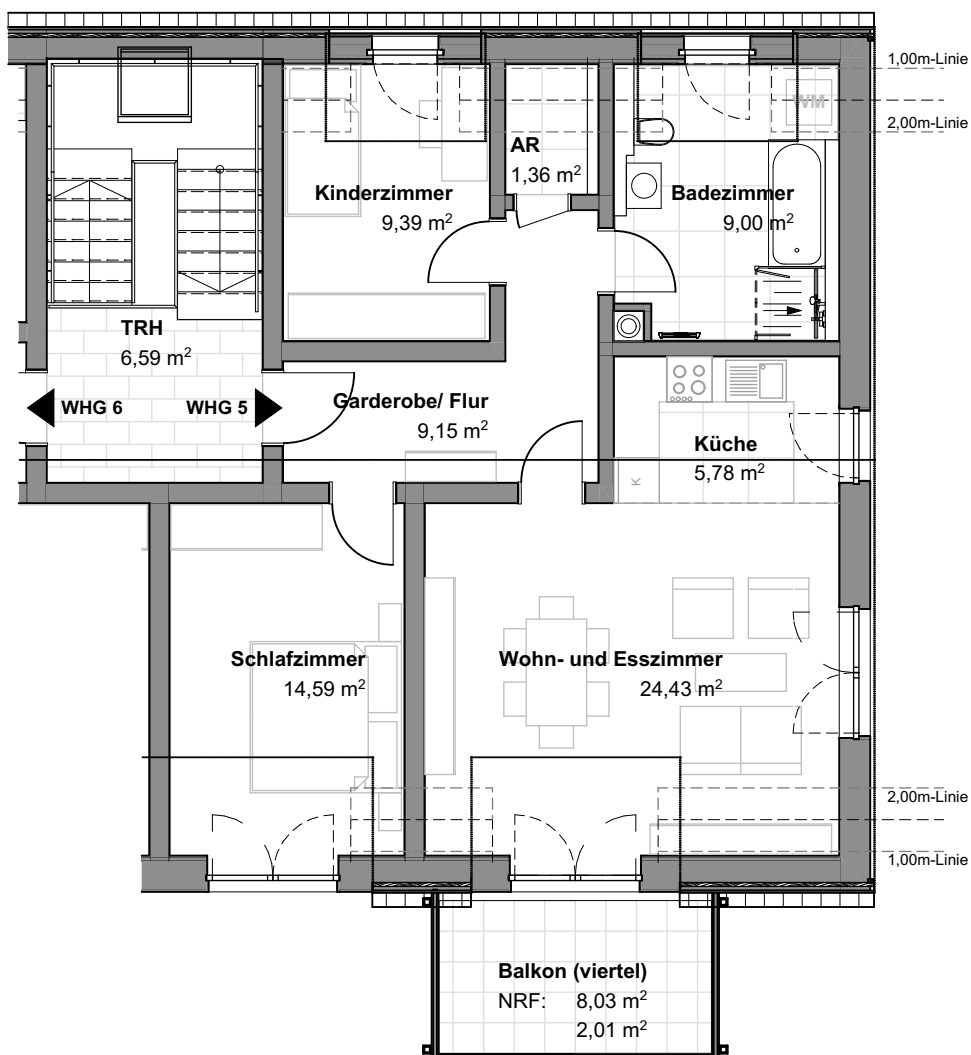 1,00m-Linie
WM
2,00m-Linie
AR
1,36 m²
Kinderzimmer
9,39 m²
Badezimmer
9,00 m²
TRH
6,59 m²
WHG 6
WHG 5
Garderobe/ Flur
9,15 m²
Küche
5,78 m²
K
Schlafzimmer
14,59 m²
Wohn- und Esszimmer
24,43 m²
2,00m-Linie
1,00m-Linie
Balkon (viertel)
NRF: 8,03 m²
2,01 m²